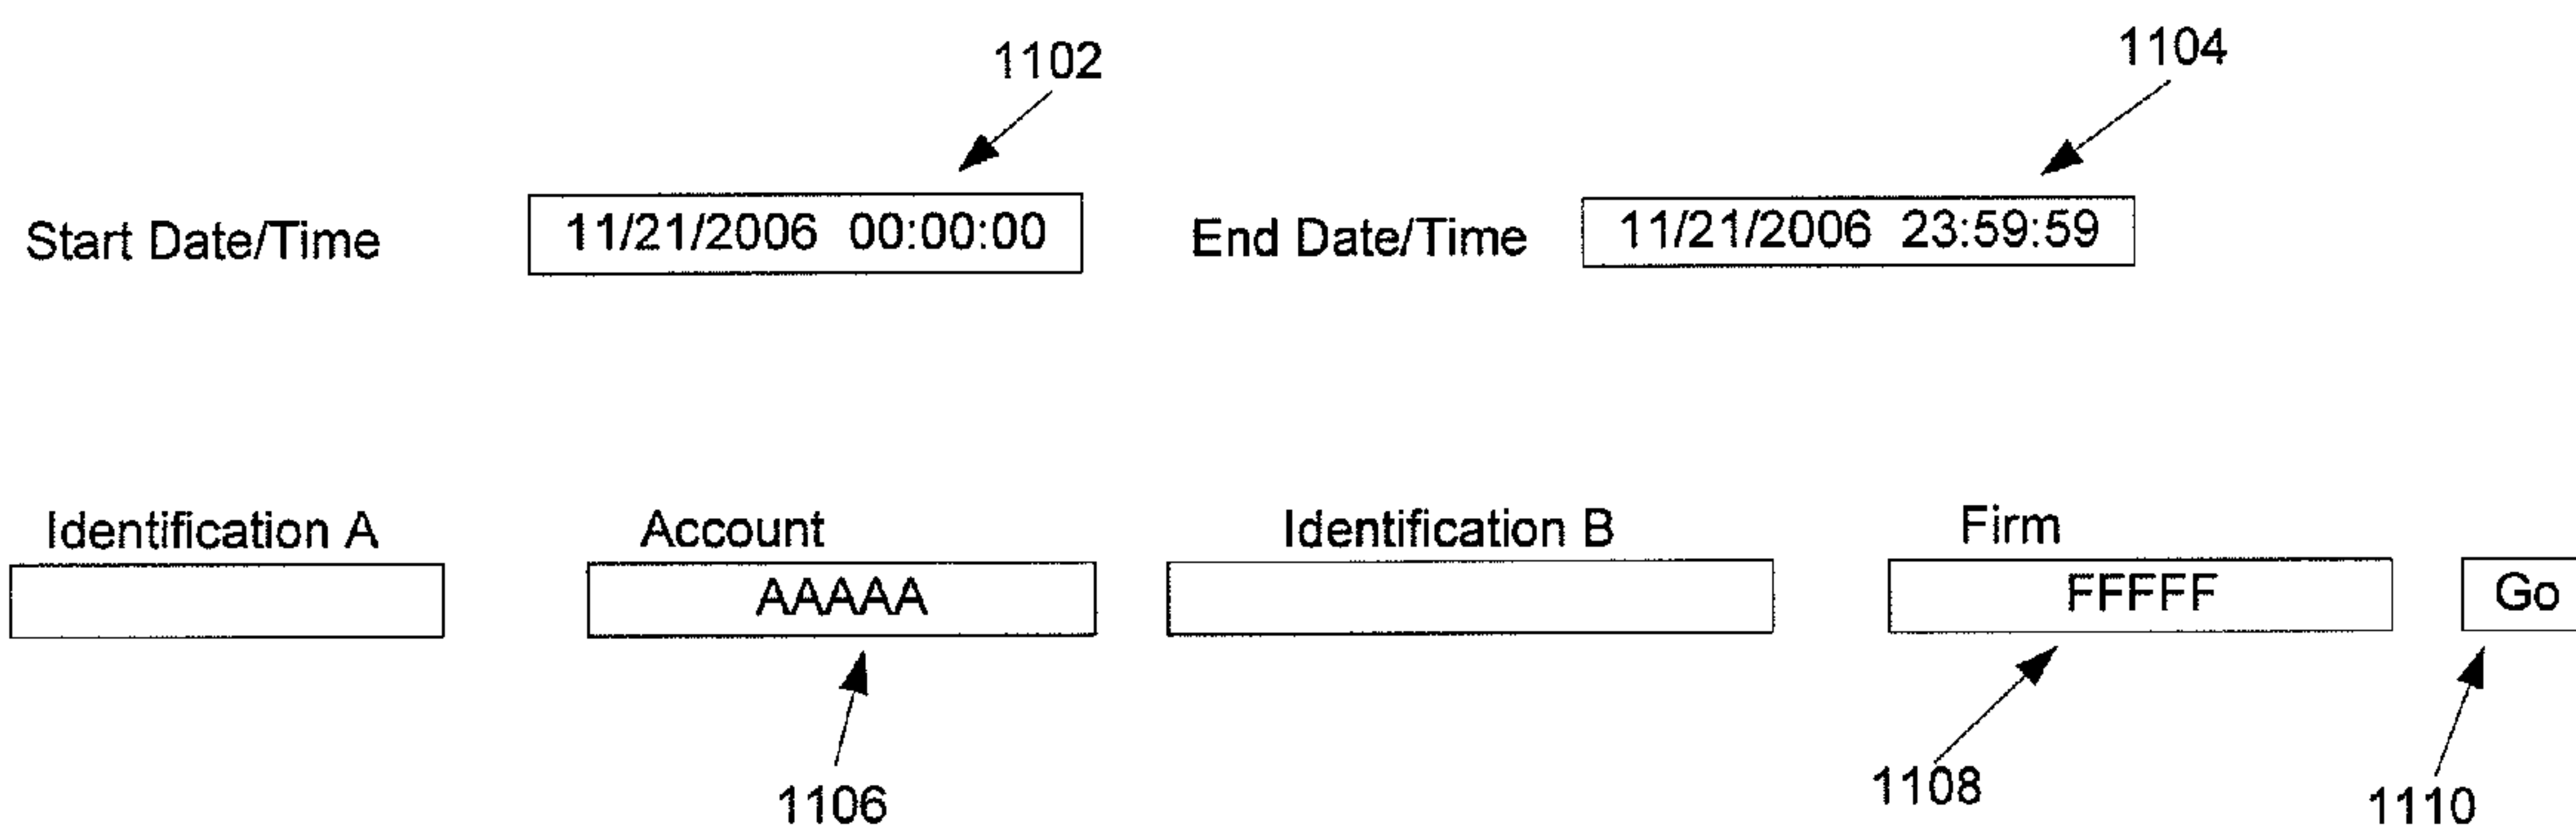 1102 1104
Start Date/Time 11/21/2006 00:00:00 End Date/Time 11/21/2006 23:59:59
Identification A Account Identification B Firm
AAAAA FFFFF Go
1106 1108 1110